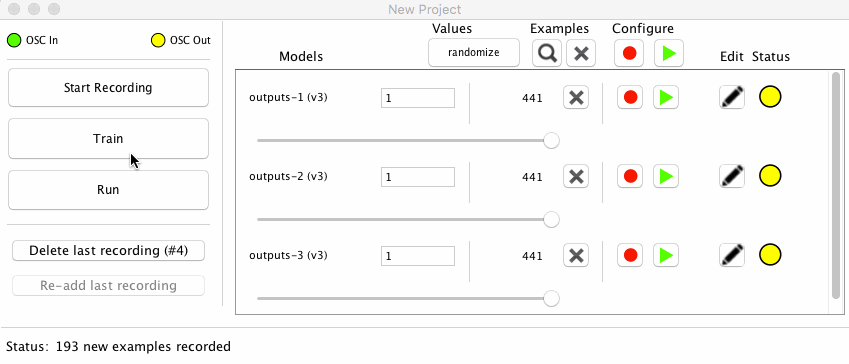 New Project
OSC In OSC Out
Start Recording
Train
Run
Delete last recording (#4)
Re-add last recording
Values Examples Configure
randomize
Models Edit Status
outputs-1 (v3) 1 441
outputs-2 (v3) 1 441
outputs-3 (v3) 1 441
Status: 193 new examples recorded